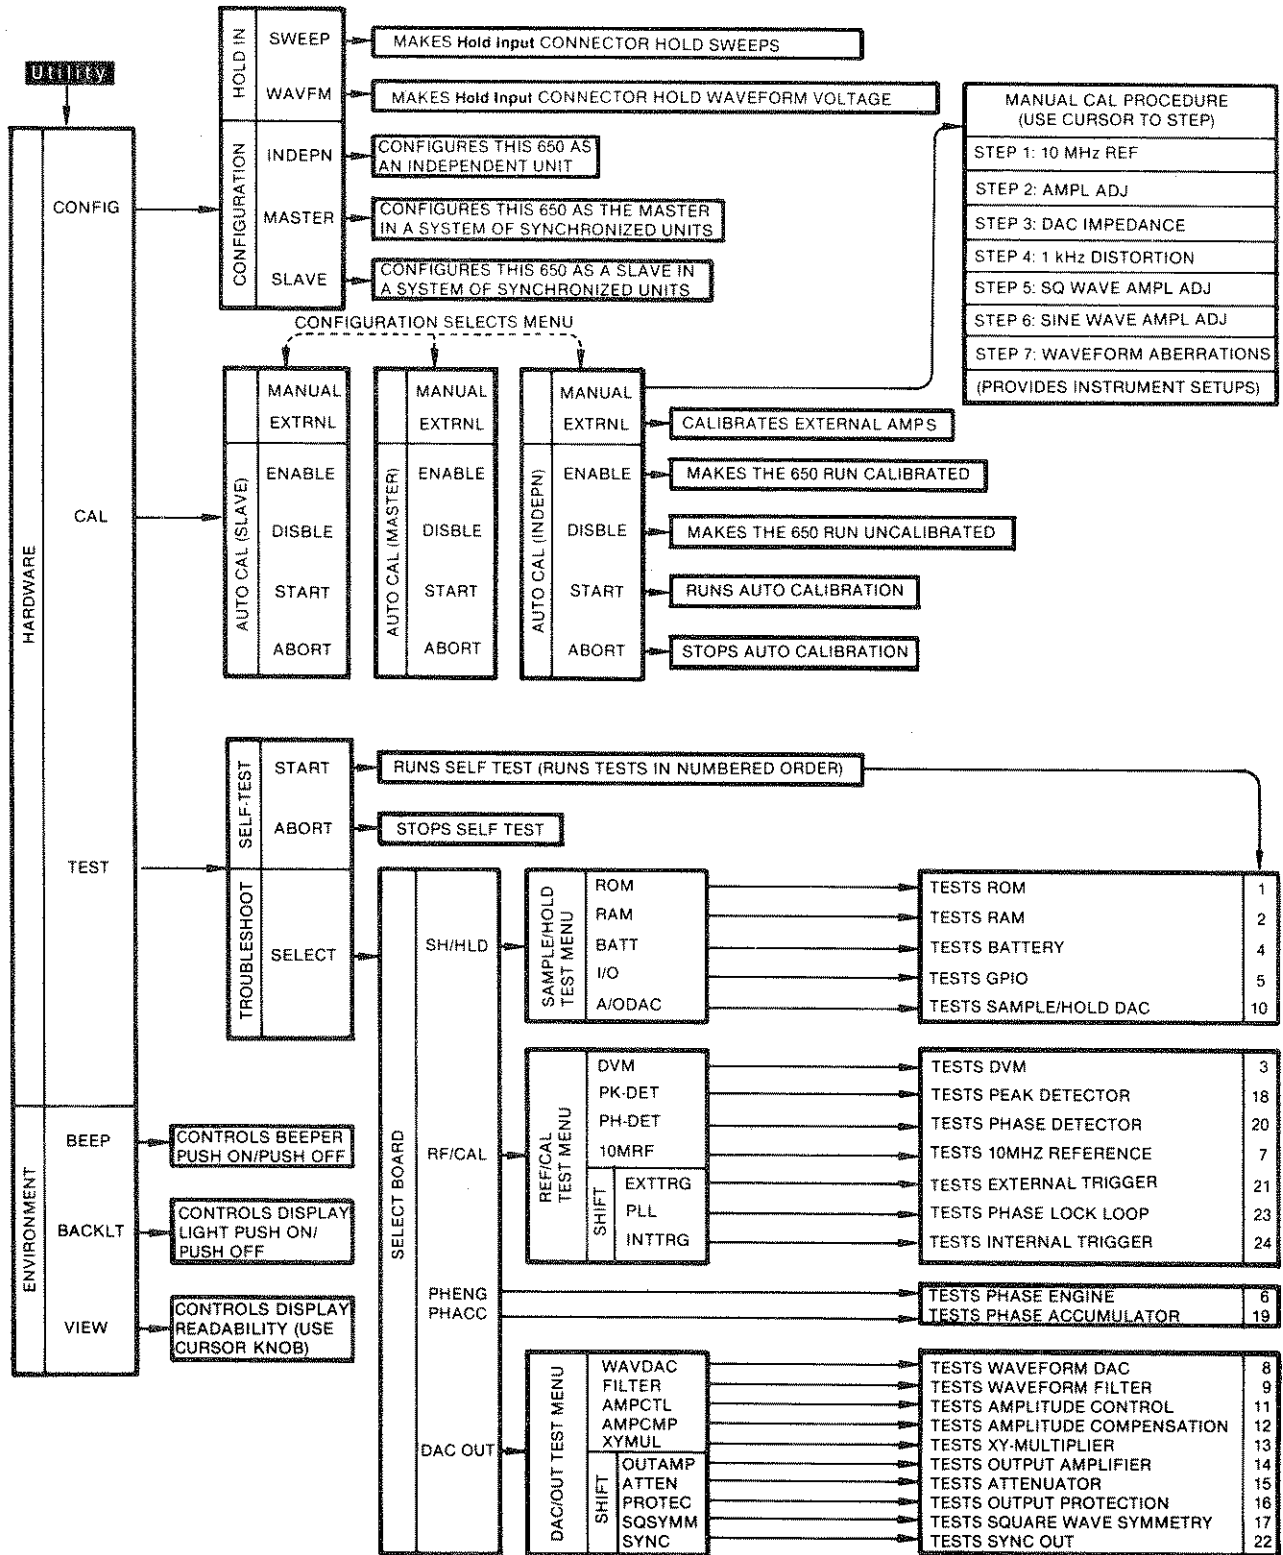 Utility
HARDWARE
CONFIG
CAL
TEST
ENVIRONMENT
BEEP
BACKLT
VIEW
HOLD IN
SWEEP
MAKES Hold Input CONNECTOR HOLD SWEEPS
WAVFM
MAKES Hold Input CONNECTOR HOLD WAVEFORM VOLTAGE
CONFIGURATION
INDEPN
CONFIGURES THIS 650 AS
AN INDEPENDENT UNIT
MASTER
CONFIGURES THIS 650 AS THE MASTER
IN A SYSTEM OF SYNCHRONIZED UNITS
SLAVE
CONFIGURES THIS 650 AS A SLAVE IN
A SYSTEM OF SYNCHRONIZED UNITS
MANUAL CAL PROCEDURE
(USE CURSOR TO STEP)
STEP 1: 10 MHz REF
STEP 2: AMPL ADJ
STEP 3: DAC IMPEDANCE
STEP 4: 1 kHz DISTORTION
STEP 5: SQ WAVE AMPL ADJ
STEP 6: SINE WAVE AMPL ADJ
STEP 7: WAVEFORM ABERRATIONS
(PROVIDES INSTRUMENT SETUPS)
CONFIGURATION SELECTS MENU
AUTO CAL (SLAVE)
MANUAL
EXTRNL
ENABLE
DISBLE
START
ABORT
AUTO CAL (MASTER)
MANUAL
EXTRNL
ENABLE
DISBLE
START
ABORT
AUTO CAL (INDEPN)
MANUAL
EXTRNL
CALIBRATES EXTERNAL AMPS
ENABLE
MAKES THE 650 RUN CALIBRATED
DISBLE
MAKES THE 650 RUN UNCALIBRATED
START
RUNS AUTO CALIBRATION
ABORT
STOPS AUTO CALIBRATION
SELF-TEST
START
RUNS SELF TEST (RUNS TESTS IN NUMBERED ORDER)
ABORT
STOPS SELF TEST
TROUBLESHOOT
SELECT
SELECT BOARD
SH/HLD
RF/CAL
PHENG
PHACC
DAC OUT
SAMPLE/HOLD
TEST MENU
ROM TESTS ROM 1
RAM TESTS RAM 2
BATT TESTS BATTERY 4
I/O TESTS GPIO 5
A/ODAC TESTS SAMPLE/HOLD DAC 10
REF/CAL
TEST MENU
DVM TESTS DVM 3
PK-DET TESTS PEAK DETECTOR 18
PH-DET TESTS PHASE DETECTOR 20
10MRF TESTS 10MHZ REFERENCE 7
SHIFT
EXTTRG TESTS EXTERNAL TRIGGER 21
PLL TESTS PHASE LOCK LOOP 23
INTTRG TESTS INTERNAL TRIGGER 24
TESTS PHASE ENGINE 6
TESTS PHASE ACCUMULATOR 19
DAC/OUT TEST MENU
WAVDAC TESTS WAVEFORM DAC 8
FILTER TESTS WAVEFORM FILTER 9
AMPCTL TESTS AMPLITUDE CONTROL 11
AMPCMP TESTS AMPLITUDE COMPENSATION 12
XYMUL TESTS XY-MULTIPLIER 13
SHIFT
OUTAMP TESTS OUTPUT AMPLIFIER 14
ATTEN TESTS ATTENUATOR 15
PROTEC TESTS OUTPUT PROTECTION 16
SQSYMM TESTS SQUARE WAVE SYMMETRY 17
SYNC TESTS SYNC OUT 22
CONTROLS BEEPER
PUSH ON/PUSH OFF
CONTROLS DISPLAY
LIGHT PUSH ON/
PUSH OFF
CONTROLS DISPLAY
READABILITY (USE
CURSOR KNOB)